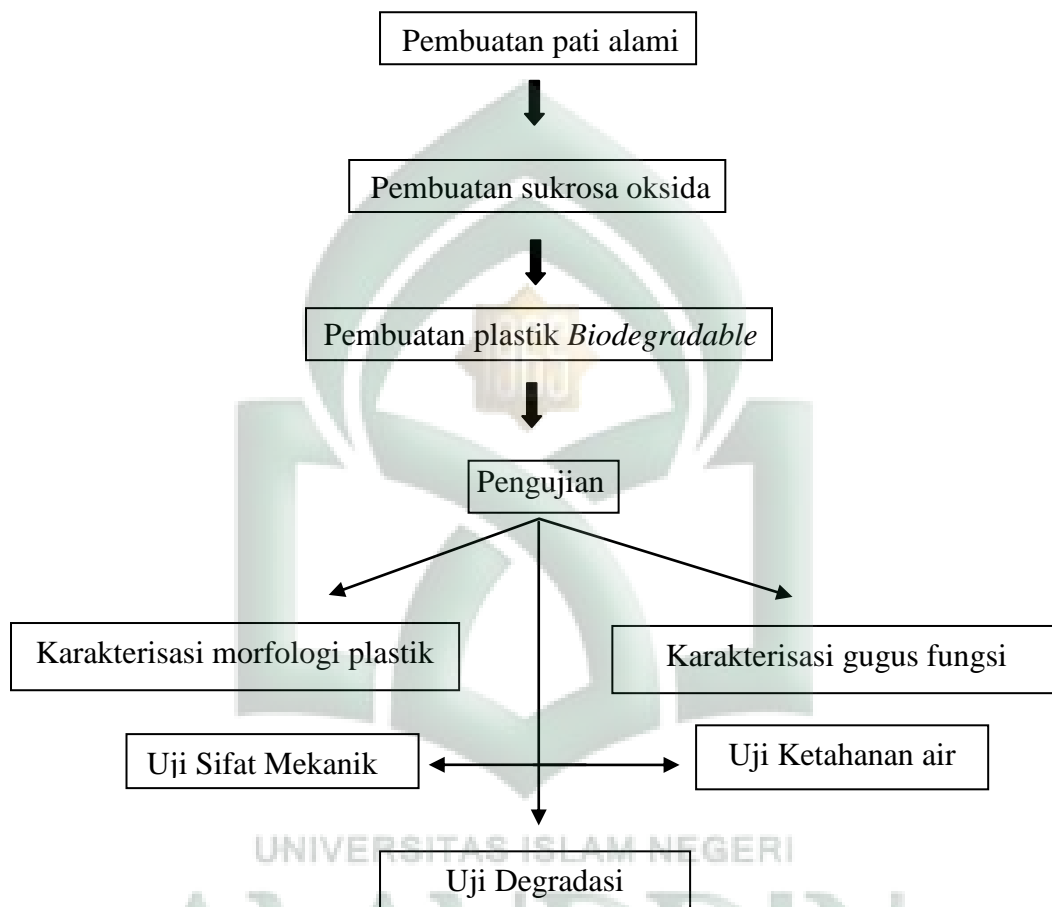 Pembuatan pati alami
Pembuatan sukrosa oksida
Pembuatan plastik Biodegradable
Pengujian
Karakterisasi morfologi plastik
Karakterisasi gugus fungsi
Uji Sifat Mekanik
Uji Ketahanan air
UNIVERSITAS ISLAM NEGERI
Uji Degradasi